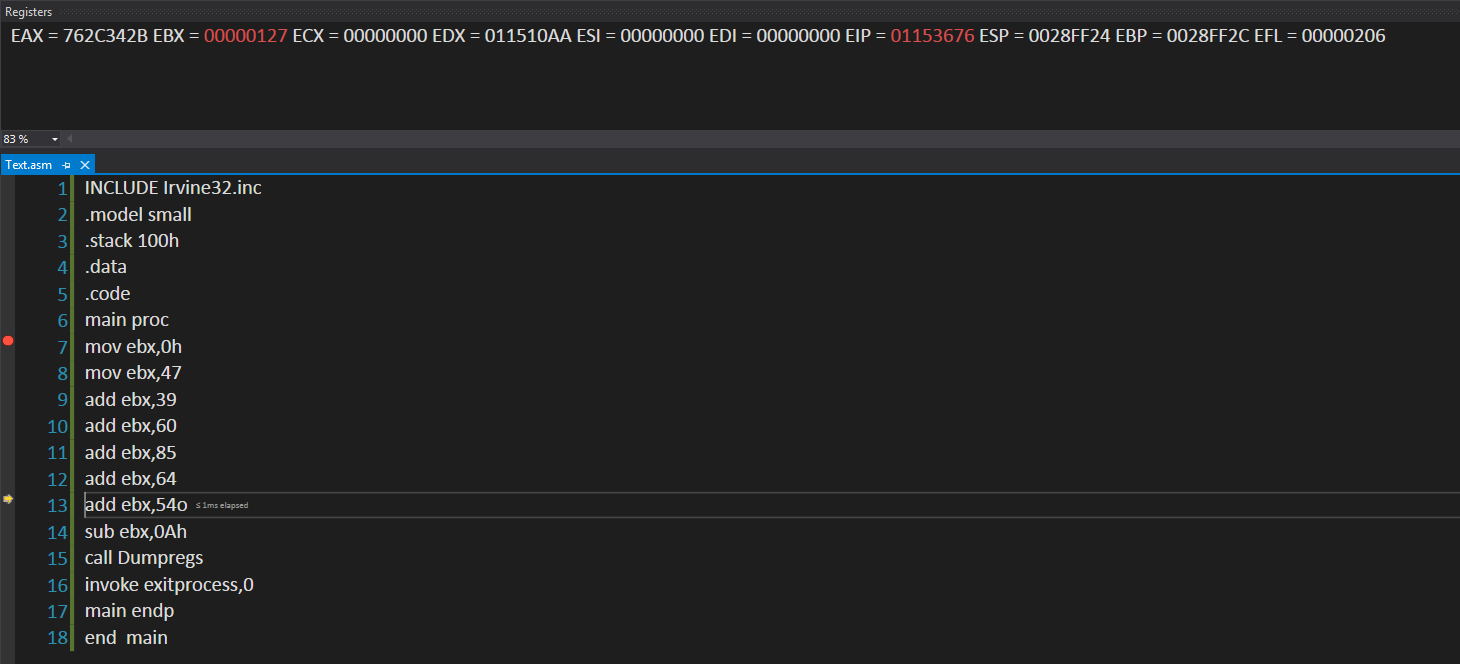 Registers
EAX = 762C342B EBX = 00000127 ECX = 00000000 EDX = 011510AA ESI = 00000000 EDI = 00000000 EIP = 01153676 ESP = 0028FF24 EBP = 0028FF2C EFL = 00000206
83 %
Text.asm
1 INCLUDE Irvine32.inc
2 .model small
3 .stack 100h
4 .data
5 .code
6 main proc
7 mov ebx,0h
8 mov ebx,47
9 add ebx,39
10 add ebx,60
11 add ebx,85
12 add ebx,64
13 add ebx,54o ≤ 1ms elapsed
14 sub ebx,0Ah
15 call Dumpregs
16 invoke exitprocess,0
17 main endp
18 end  main